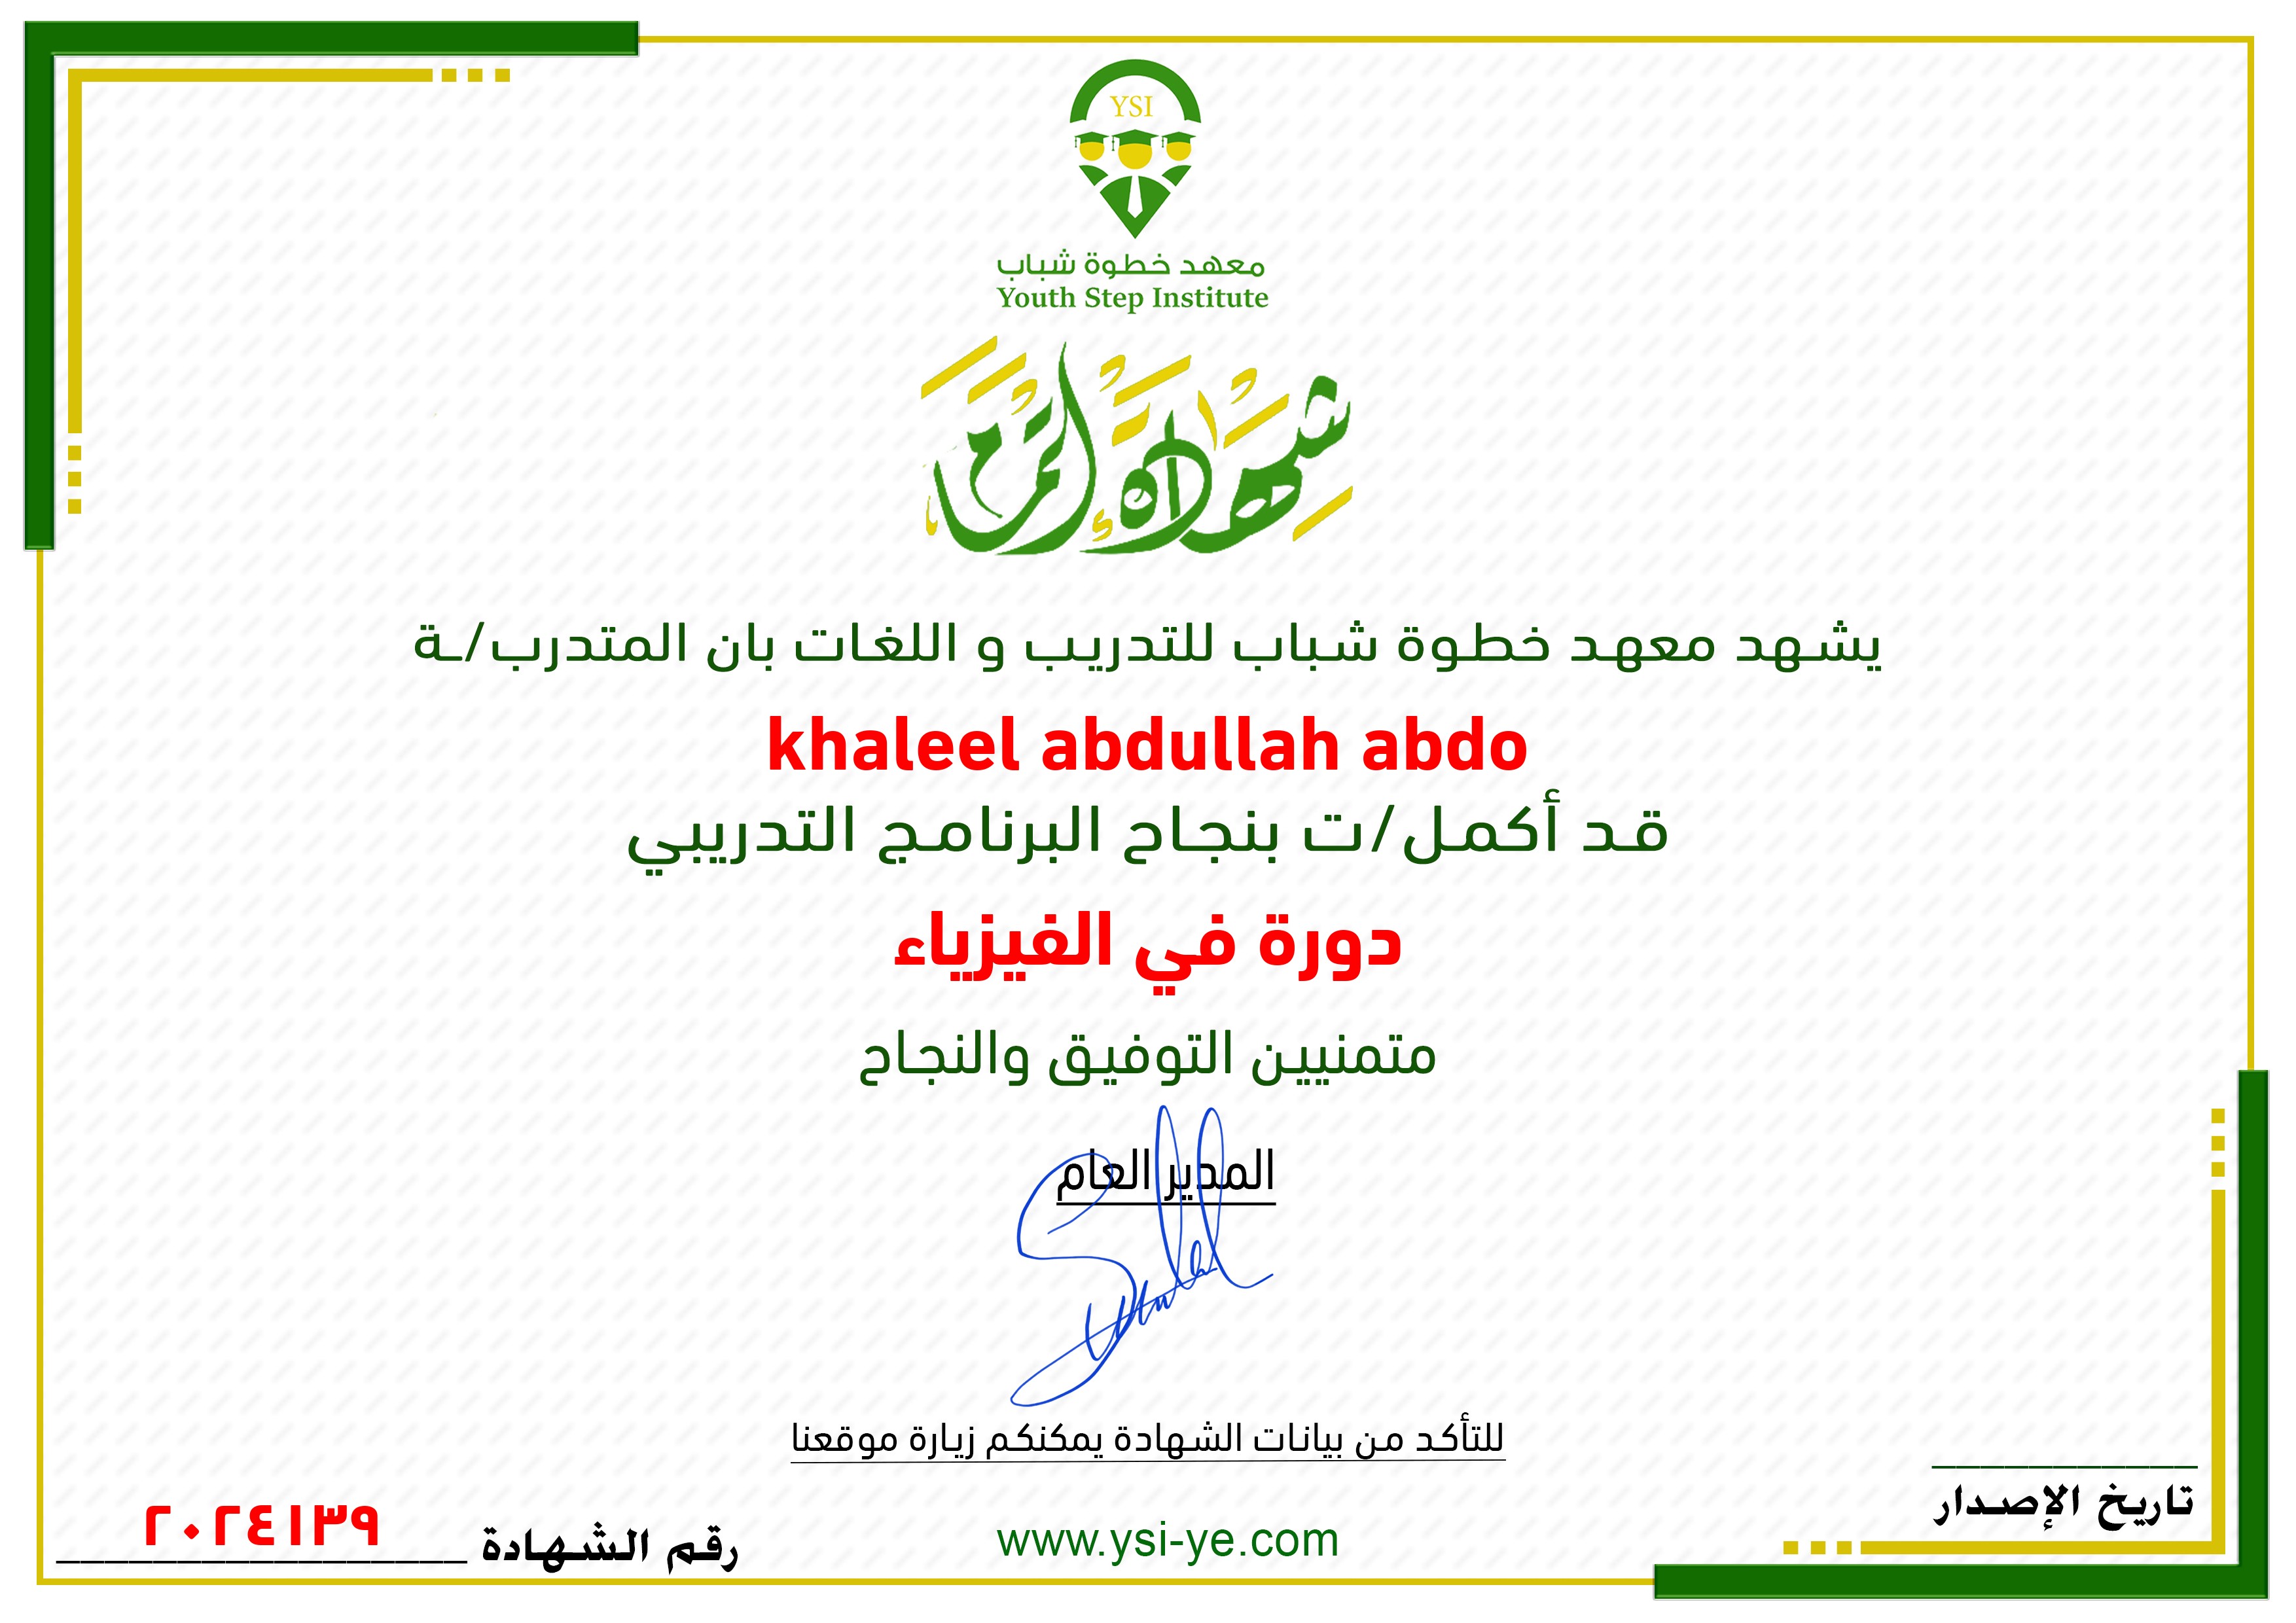 YSI
معهد خطوة شباب
Youth Step Institute
شِهَادَةُ إِتْمَام
يشهد معهد خطوة شباب للتدريب و اللغات بان المتدرب/ـة
khaleel abdullah abdo
قد أكمل/ت بنجاح البرنامج التدريبي
دورة في الفيزياء
متمنيين التوفيق والنجاح
المدير العام
للتأكد من بيانات الشهادة يمكنكم زيارة موقعنا
تاريخ الإصدار
www.ysi-ye.com
رقم الشهادة ٢٠٢٤١٣٩